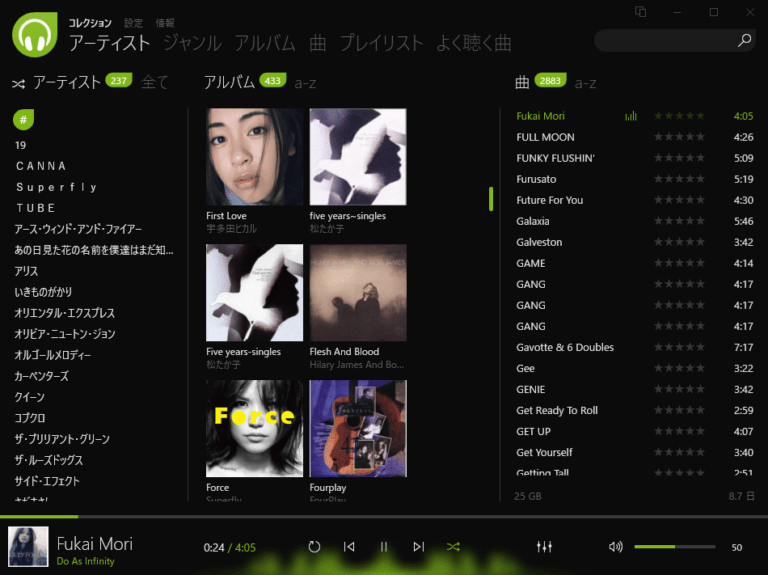 コレクション 設定 情報
アーティスト ジャンル アルバム 曲 プレイリスト よく聴く曲
アーティスト 237 全て
#
19
ＣＡＮＮＡ
Ｓｕｐｅｒｆｌｙ
ＴＵＢＥ
アース・ウィンド・アンド・ファイアー
あの日見た花の名前を僕達はまだ知...
アリス
いきものがかり
オリエンタル・エクスプレス
オリビア・ニュートン・ジョン
オルゴールメロディー
カーペンターズ
クイーン
コブクロ
ザ・ブリリアント・グリーン
ザ・ルーズドッグス
サイド・エフェクト
さだまさし
アルバム 433 a-z
First Love
宇多田ヒカル
five years~singles
松たか子
Five years-singles
松たか子
Flesh And Blood
Hilary James And Bo...
Force
Force
Superfly
Fourplay
FourPlay
曲 2883 a-z
Fukai Mori ★★★★★ 4:05
FULL MOON ★★★★★ 4:26
FUNKY FLUSHIN' ★★★★★ 5:09
Furusato ★★★★★ 5:19
Future For You ★★★★★ 4:30
Galaxia ★★★★★ 5:46
Galveston ★★★★★ 3:42
GAME ★★★★★ 4:14
GANG ★★★★★ 4:17
GANG ★★★★★ 4:17
GANG ★★★★★ 4:17
Gavotte & 6 Doubles ★★★★★ 7:17
Gee ★★★★★ 3:22
GENIE ★★★★★ 3:42
Get Ready To Roll ★★★★★ 2:59
GET UP ★★★★★ 4:07
Get Yourself ★★★★★ 3:40
Getting Tall ★★★★★ 2:51
25 GB 8.7 日
Fukai Mori
Do As Infinity
0:24 / 4:05
50